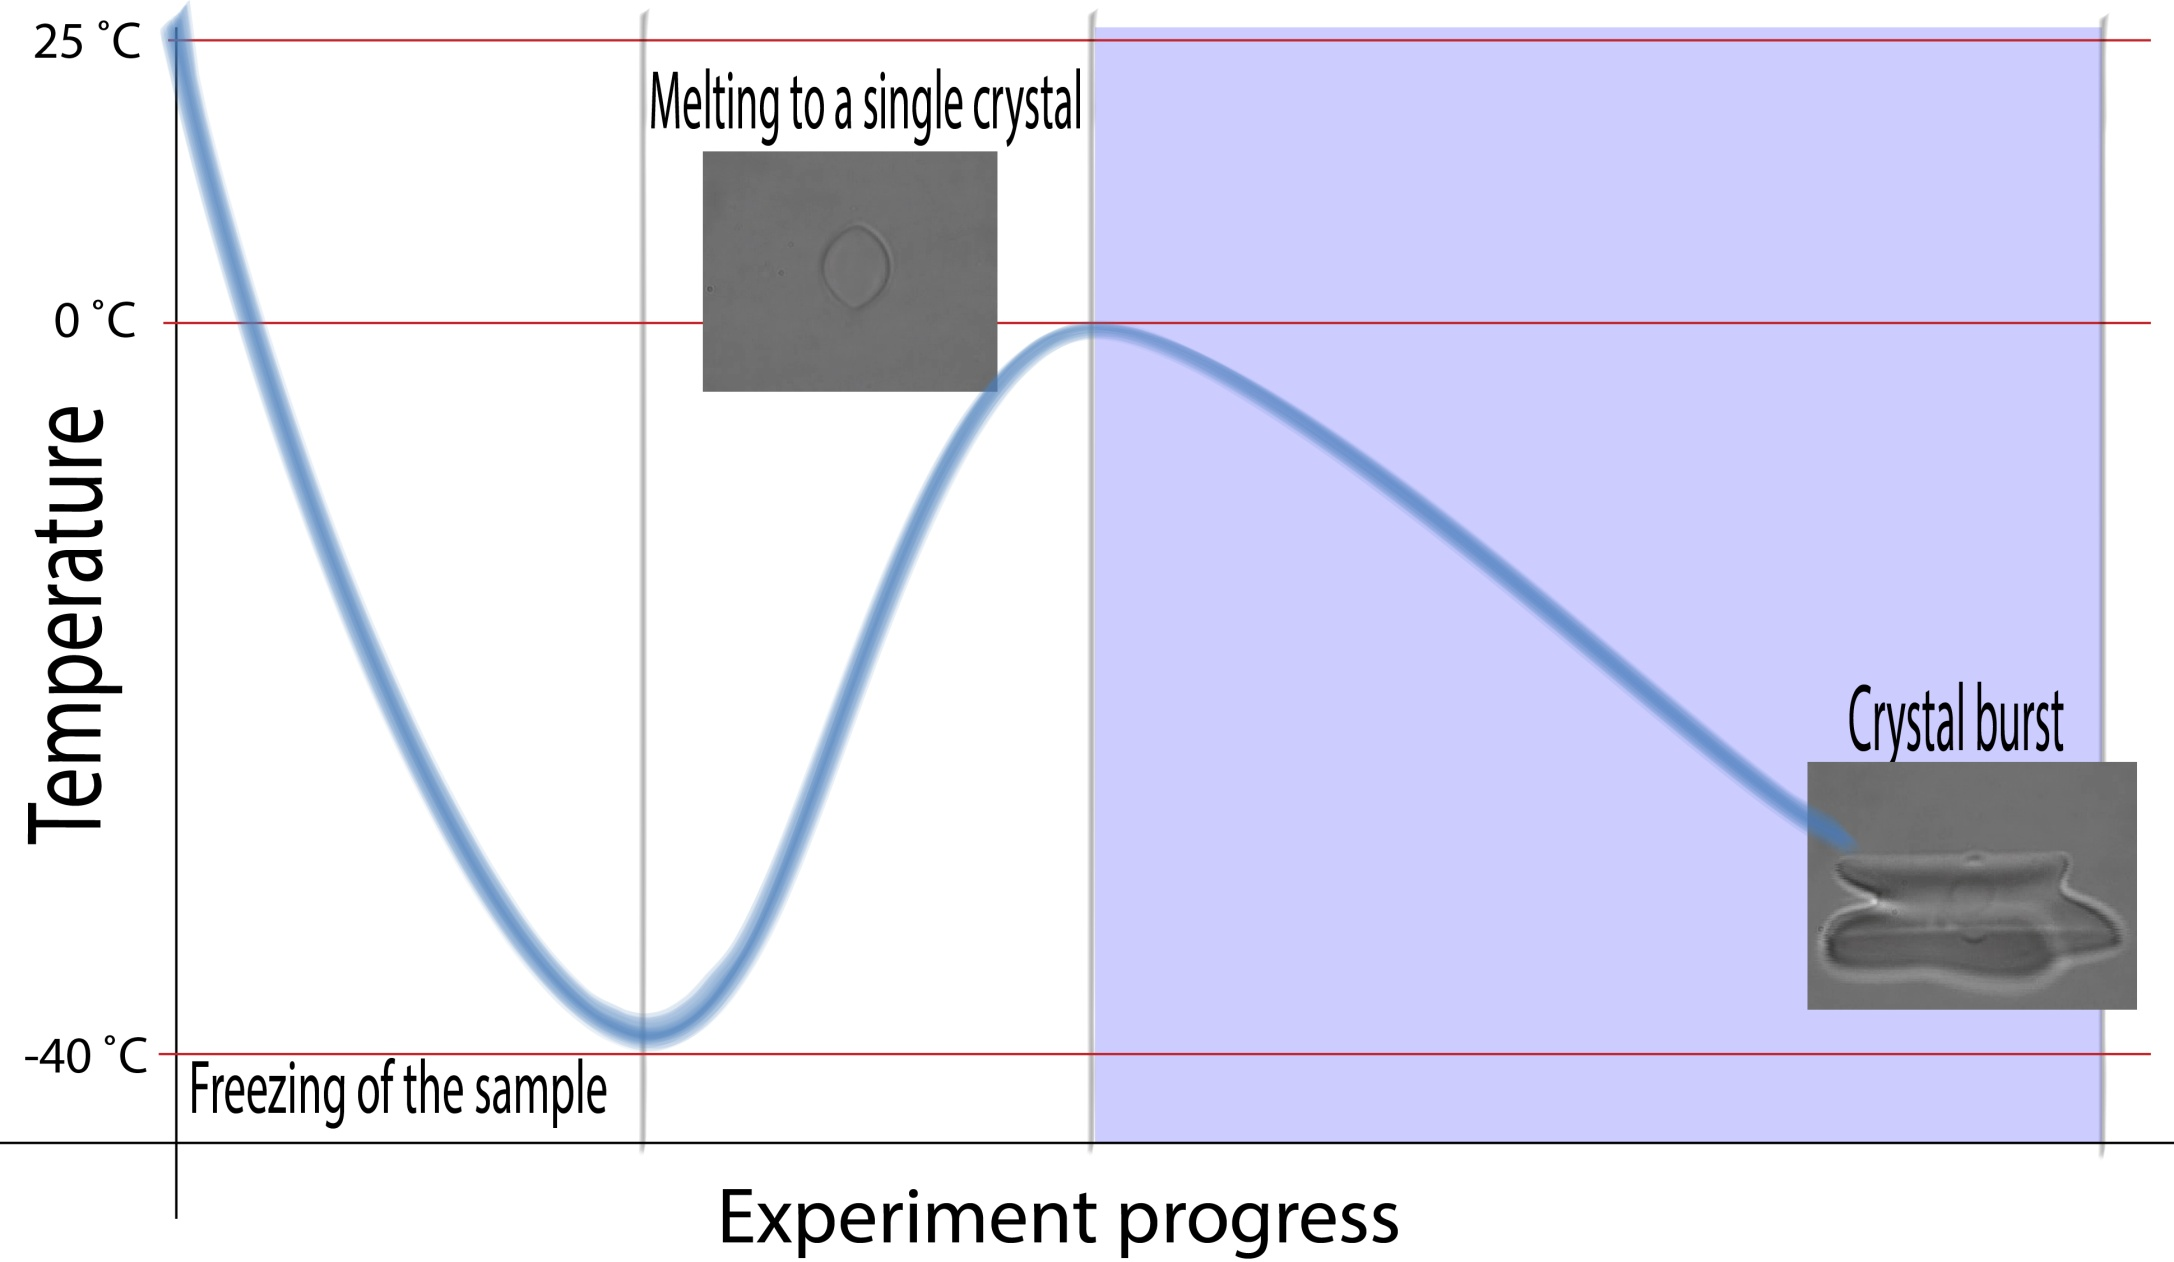 25 °C
Melting to a single crystal
0 °C
Temperature
Crystal burst
-40 °C
Freezing of the sample
Experiment progress